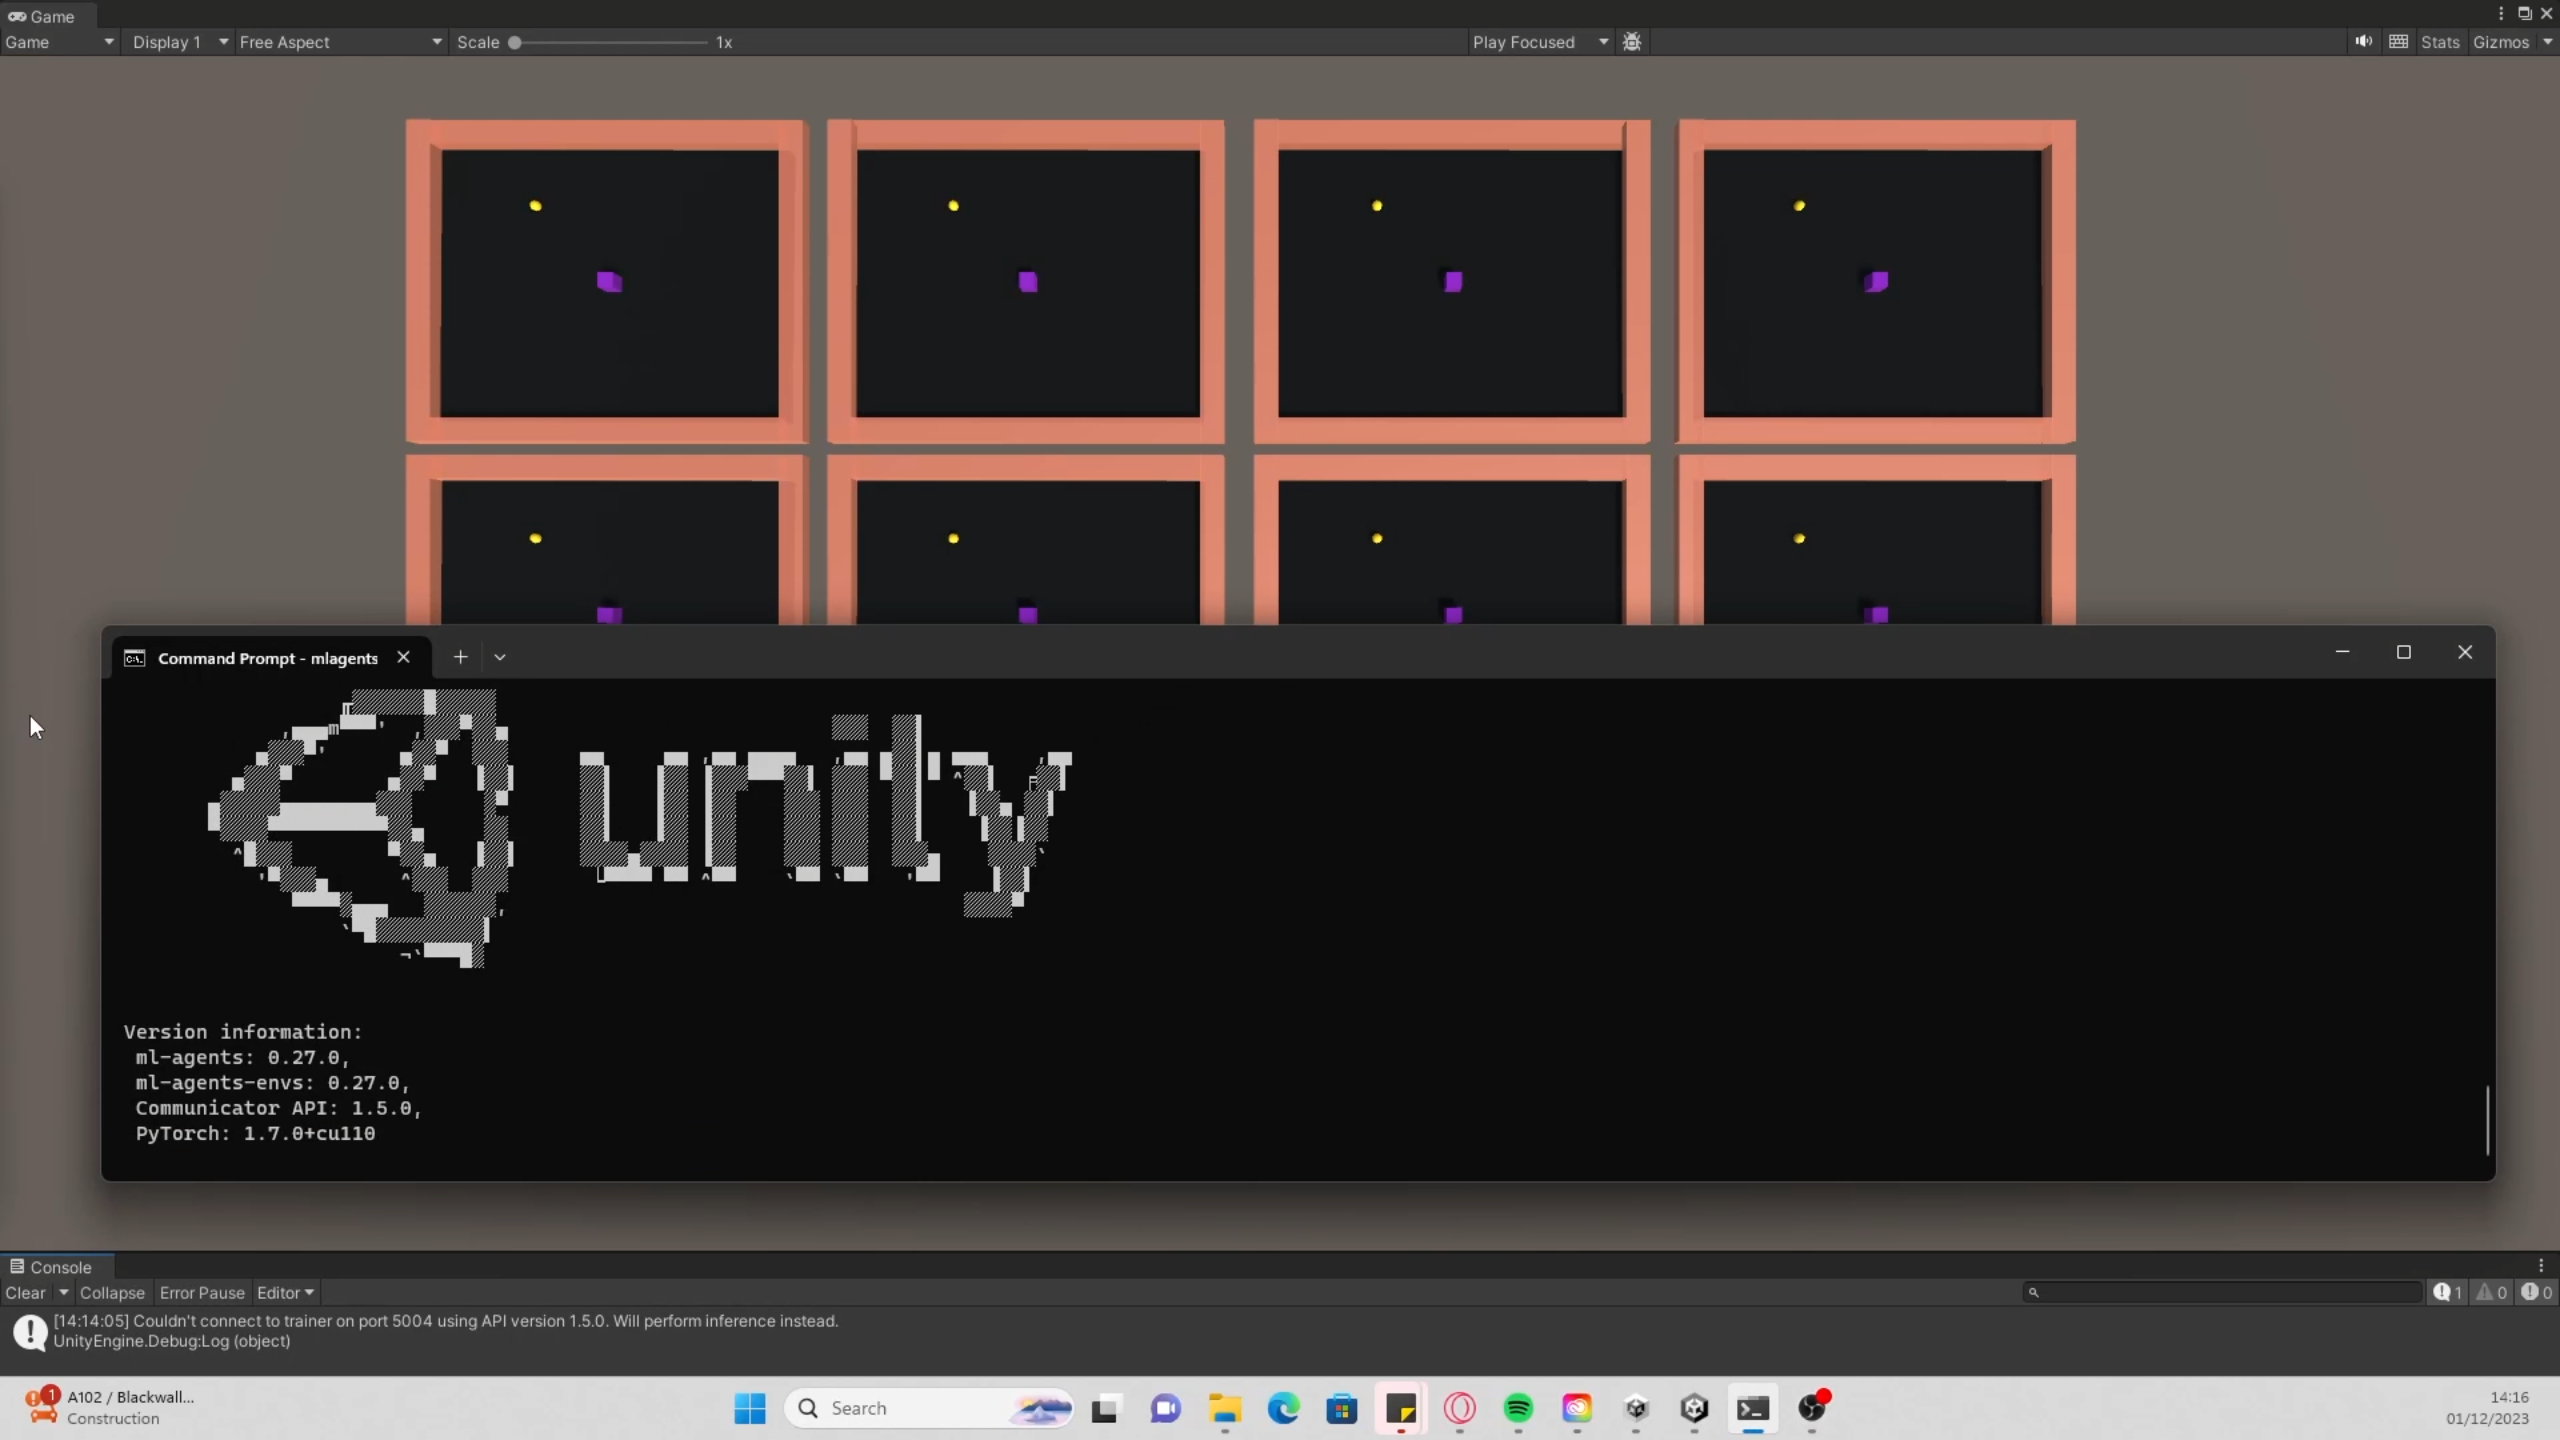 Game
Game Display 1 Free Aspect Scale 1x Play Focused Stats Gizmos
Command Prompt - mlagents
unity
Version information:
ml-agents: 0.27.0,
ml-agents-envs: 0.27.0,
Communicator API: 1.5.0,
PyTorch: 1.7.0+cu110
Console
Clear Collapse Error Pause Editor 1 0 0
[14:14:05] Couldn't connect to trainer on port 5004 using API version 1.5.0. Will perform inference instead.
UnityEngine.Debug:Log (object)
1 A102 / Blackwall...
Construction
Search
14:16
01/12/2023